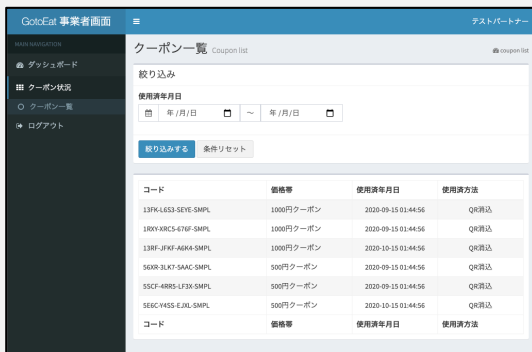 GotoEat 事業者画面
テストパートナー
MAIN NAVIGATION
ダッシュボード
クーポン状況
クーポン一覧
ログアウト
クーポン一覧 Coupon list
coupon list
絞り込み
使用済年月日
年 /月/日 ～ 年 /月/日
絞り込みする 条件リセット
コード 価格帯 使用済年月日 使用済方法
13FK-L6S3-SEYE-SMPL 1000円クーポン 2020-09-15 01:44:56 QR消込
1RXY-XRC5-676F-SMPL 1000円クーポン 2020-09-15 01:44:56 QR消込
13RF-JFKF-A6K4-SMPL 1000円クーポン 2020-10-15 01:44:56 QR消込
56XR-3LK7-5AAC-SMPL 500円クーポン 2020-09-15 01:44:56 QR消込
5SCF-4RR5-LF3X-SMPL 500円クーポン 2020-09-15 01:44:56 QR消込
5E6C-Y4SS-EJXL-SMPL 500円クーポン 2020-10-15 01:44:56 QR消込
コード 価格帯 使用済年月日 使用済方法